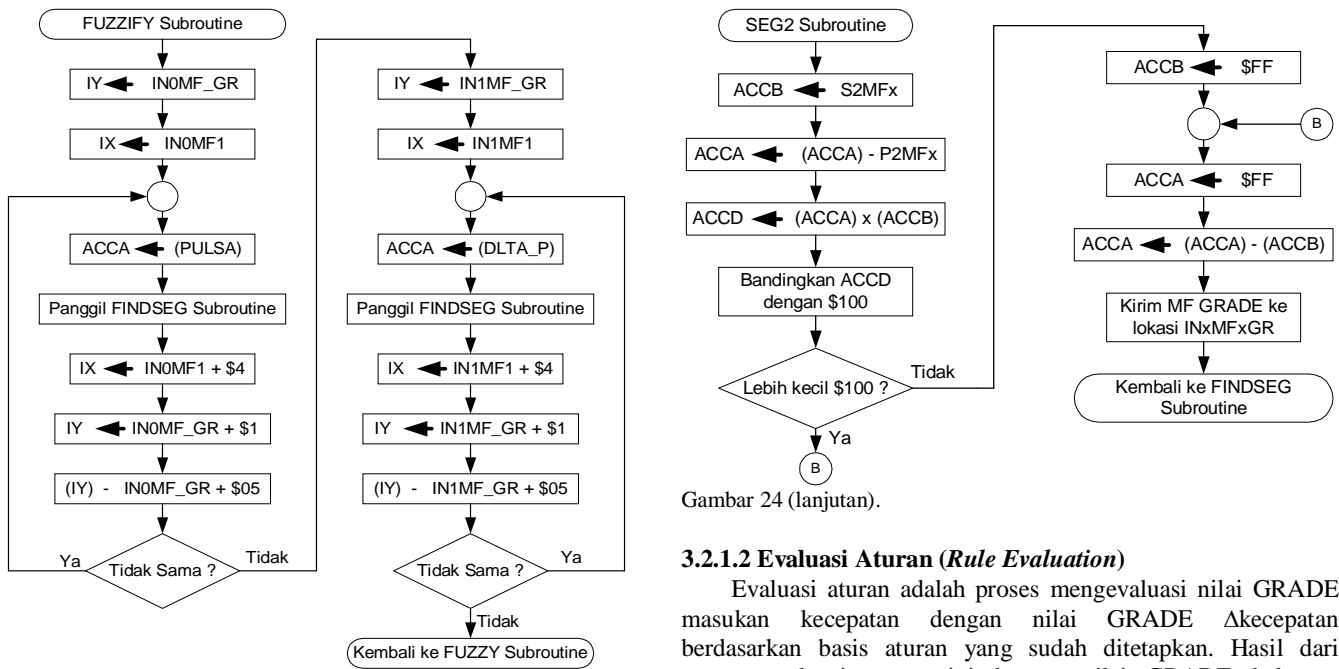 FUZZIFY Subroutine
IY IN0MF_GR
IX IN0MF1
ACCA (PULSA)
Panggil FINDSEG Subroutine
IX IN0MF1 + $4
IY IN0MF_GR + $1
(IY) - IN0MF_GR + $05
Tidak Sama ?
Ya
Tidak
IY IN1MF_GR
IX IN1MF1
ACCA (DLTA_P)
Panggil FINDSEG Subroutine
IX IN1MF1 + $4
IY IN1MF_GR + $1
(IY) - IN1MF_GR + $05
Tidak Sama ?
Ya
Tidak
Kembali ke FUZZY Subroutine
SEG2 Subroutine
ACCB S2MFx
ACCA (ACCA) - P2MFx
ACCD (ACCA) x (ACCB)
Bandingkan ACCD
dengan $100
Lebih kecil $100 ?
Tidak
Ya
B
ACCB $FF
B
ACCA $FF
ACCA (ACCA) - (ACCB)
Kirim MF GRADE ke
lokasi INxMFxGR
Kembali ke FINDSEG
Subroutine
Gambar 24 (lanjutan).
3.2.1.2 Evaluasi Aturan (Rule Evaluation)
Evaluasi aturan adalah proses mengevaluasi nilai GRADE
masukan kecepatan dengan nilai GRADE Δkecepatan
berdasarkan basis aturan yang sudah ditetapkan. Hasil dari